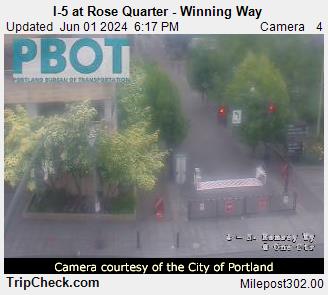 I-5 at Rose Quarter - Winning Way
Updated Jun 01 2024 6:17 PM Camera 4
PBOT
PORTLAND BUREAU OF TRANSPORTATION
Camera courtesy of the City of Portland
TripCheck.com Milepost302.00